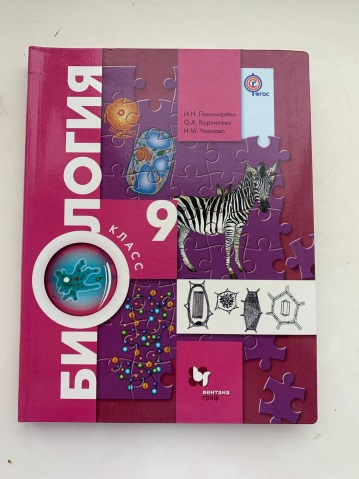 БИОЛОГИЯ
И.Н. Пономарёва
О.А. Корнилова
Н.М. Чернова
ФГОС
9
КЛАСС
вентана
граф